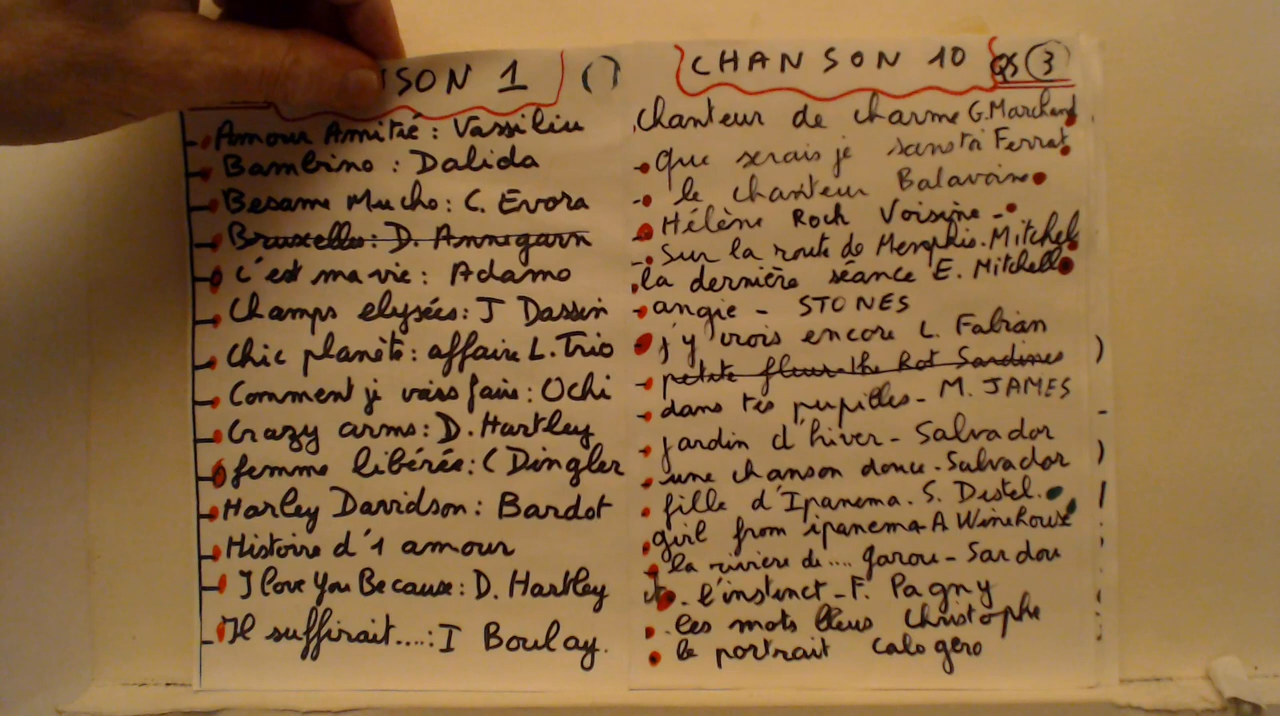 SON 1
Amour Amitié : Vassiliu
Bambino : Dalida
Besame Mucho : C. Evora
Bruxelles : D. Annegarn
c'est ma vie : Adamo
Champs elysées : J Dassin
Chic planète : affaire L. Trio
Comment je vais faire : Ochi
Crazy arms : D. Hartley
femme libérée : C Dingler
Harley Davidson : Bardot
Histoire d'1 amour
I love You Because : D. Hartley
Il suffirait.... : I Boulay.
CHANSON 10 QS 3
chanteur de charme G. Marchand
que serais je sans toi Ferrat
le chanteur Balavoine
Hélène Roch Voisine -
Sur la route de Memphis. Mitchel
la dernière séance E. Mitchell
angie - STONES
j'y crois encore L. Fabian
petite fleur the Hot Sardines
dans tes pupilles - M. JAMES
jardin d'hiver - Salvador
une chanson douce - Salvador
fille d'Ipanema. S. Distel.
girl from ipanema - A Winehouse
la rivière de.... garou - Sardou
l'instinct - F. Pagny
les mots bleus Christophe
le portrait Calogero